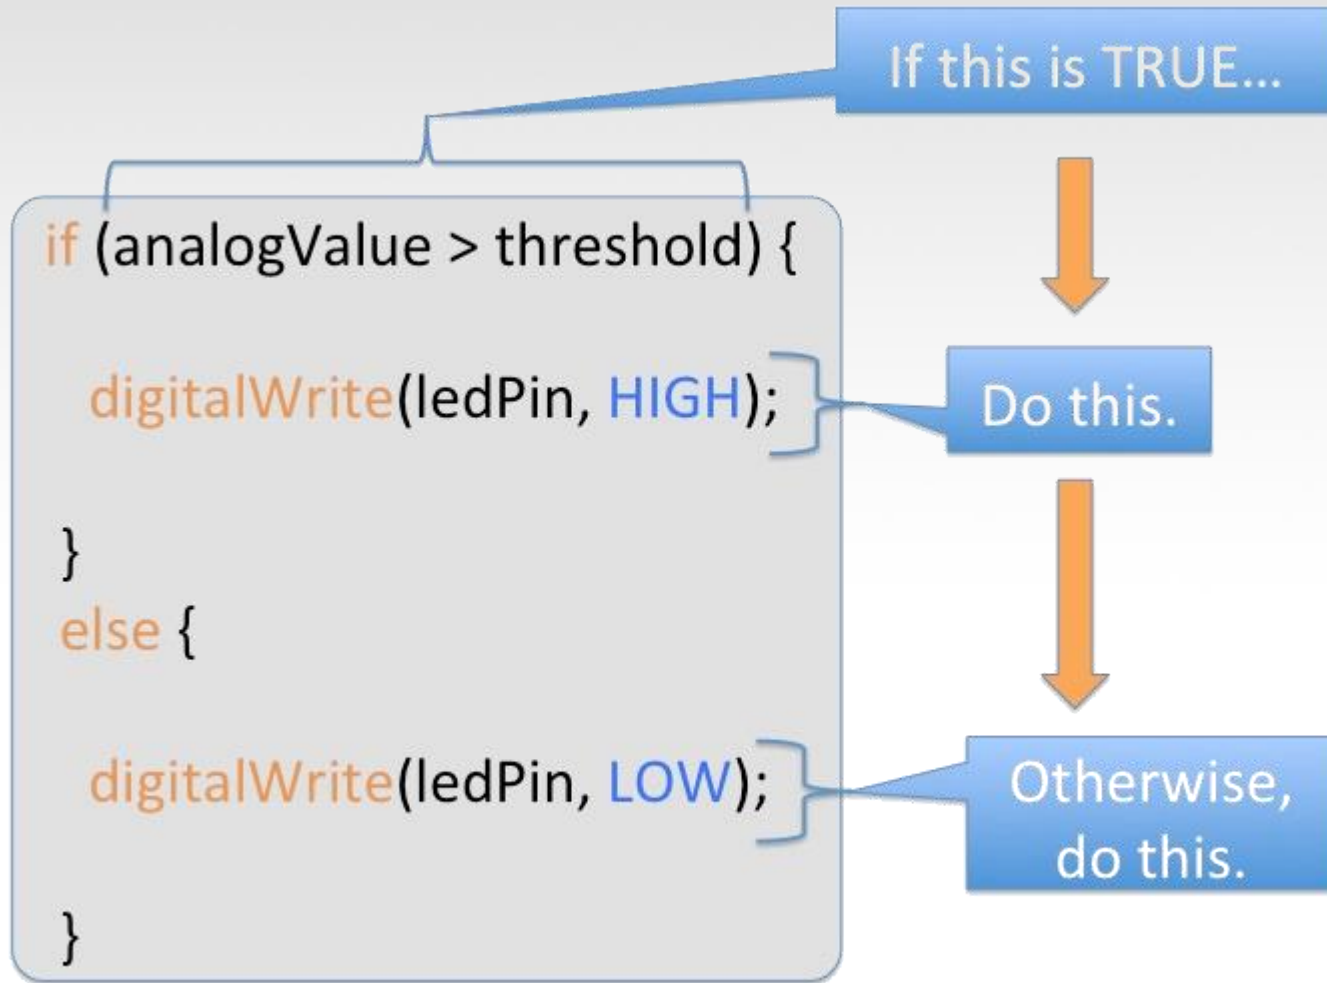 If this is TRUE...
if (analogValue > threshold) {
digitalWrite(ledPin, HIGH);
Do this.
}
else {
digitalWrite(ledPin, LOW);
Otherwise,
do this.
}